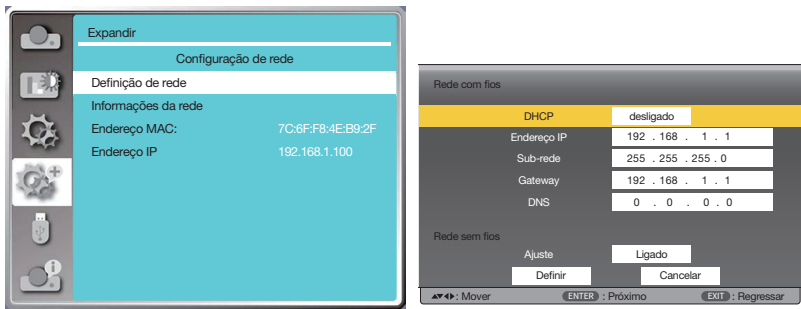 Expandir
Configuração de rede
Definição de rede
Informações da rede
Endereço MAC: 7C:6F:F8:4E:B9:2F
Endereço IP 192.168.1.100
Rede com fios
DHCP desligado
Endereço IP 192 . 168 . 1 . 1
Sub-rede 255 . 255 . 255 . 0
Gateway 192 . 168 . 1 . 1
DNS 0 . 0 . 0 . 0
Rede sem fios
Ajuste Ligado
Definir Cancelar
▲▼◀▶: Mover ENTER : Próximo EXIT : Regressar